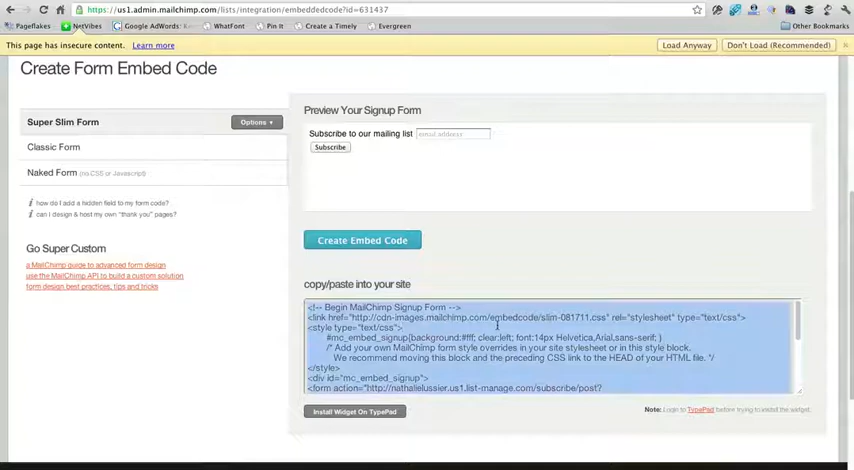 https://us1.admin.mailchimp.com/lists/integration/embeddedcode?id=631437
Pageflakes NetVibes Google AdWords: WhatFont Pin It Create a Timely Evergreen Other Bookmarks
This page has insecure content. Learn more Load Anyway Don't Load (Recommended)
Create Form Embed Code
Super Slim Form Options
Classic Form
Naked Form (no CSS or Javascript)
how do I add a hidden field to my form code?
can I design & host my own "thank you" pages?
Go Super Custom
a MailChimp guide to advanced form design
use the MailChimp API to build a custom solution
form design best practices, tips and tricks
Preview Your Signup Form
Subscribe to our mailing list email address
Subscribe
Create Embed Code
copy/paste into your site
<!-- Begin MailChimp Signup Form -->
<link href="http://cdn-images.mailchimp.com/embedcode/slim-081711.css" rel="stylesheet" type="text/css">
<style type="text/css">
#mc_embed_signup{background:#fff; clear:left; font:14px Helvetica,Arial,sans-serif; }
/* Add your own MailChimp form style overrides in your site stylesheet or in this style block.
We recommend moving this block and the preceding CSS link to the HEAD of your HTML file. */
</style>
<div id="mc_embed_signup">
<form action="http://nathalielussier.us1.list-manage.com/subscribe/post?
Install Widget On TypePad
Note: Login to TypePad before trying to install the widget.